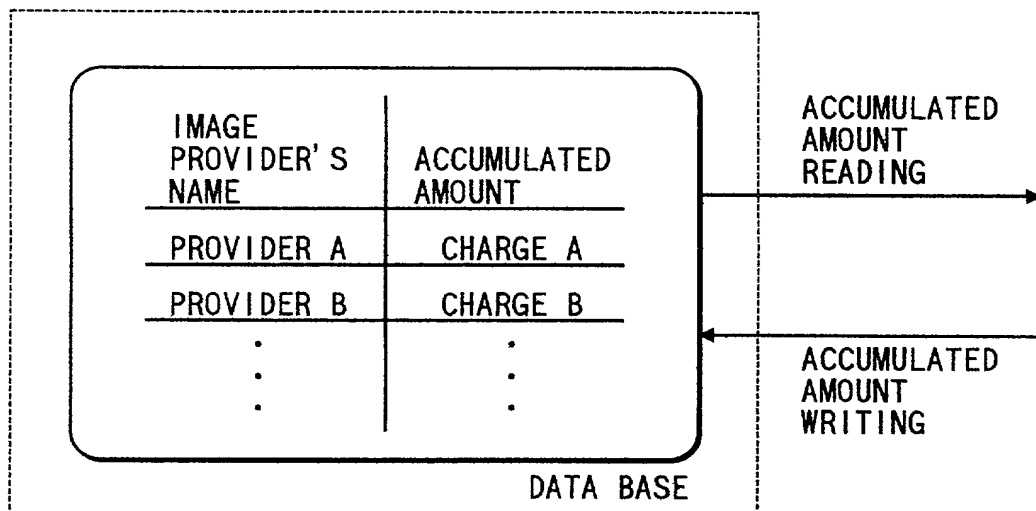 IMAGE
PROVIDER'S
NAME
ACCUMULATED
AMOUNT
PROVIDER A
CHARGE A
PROVIDER B
CHARGE B
ACCUMULATED
AMOUNT
READING
ACCUMULATED
AMOUNT
WRITING
DATA BASE